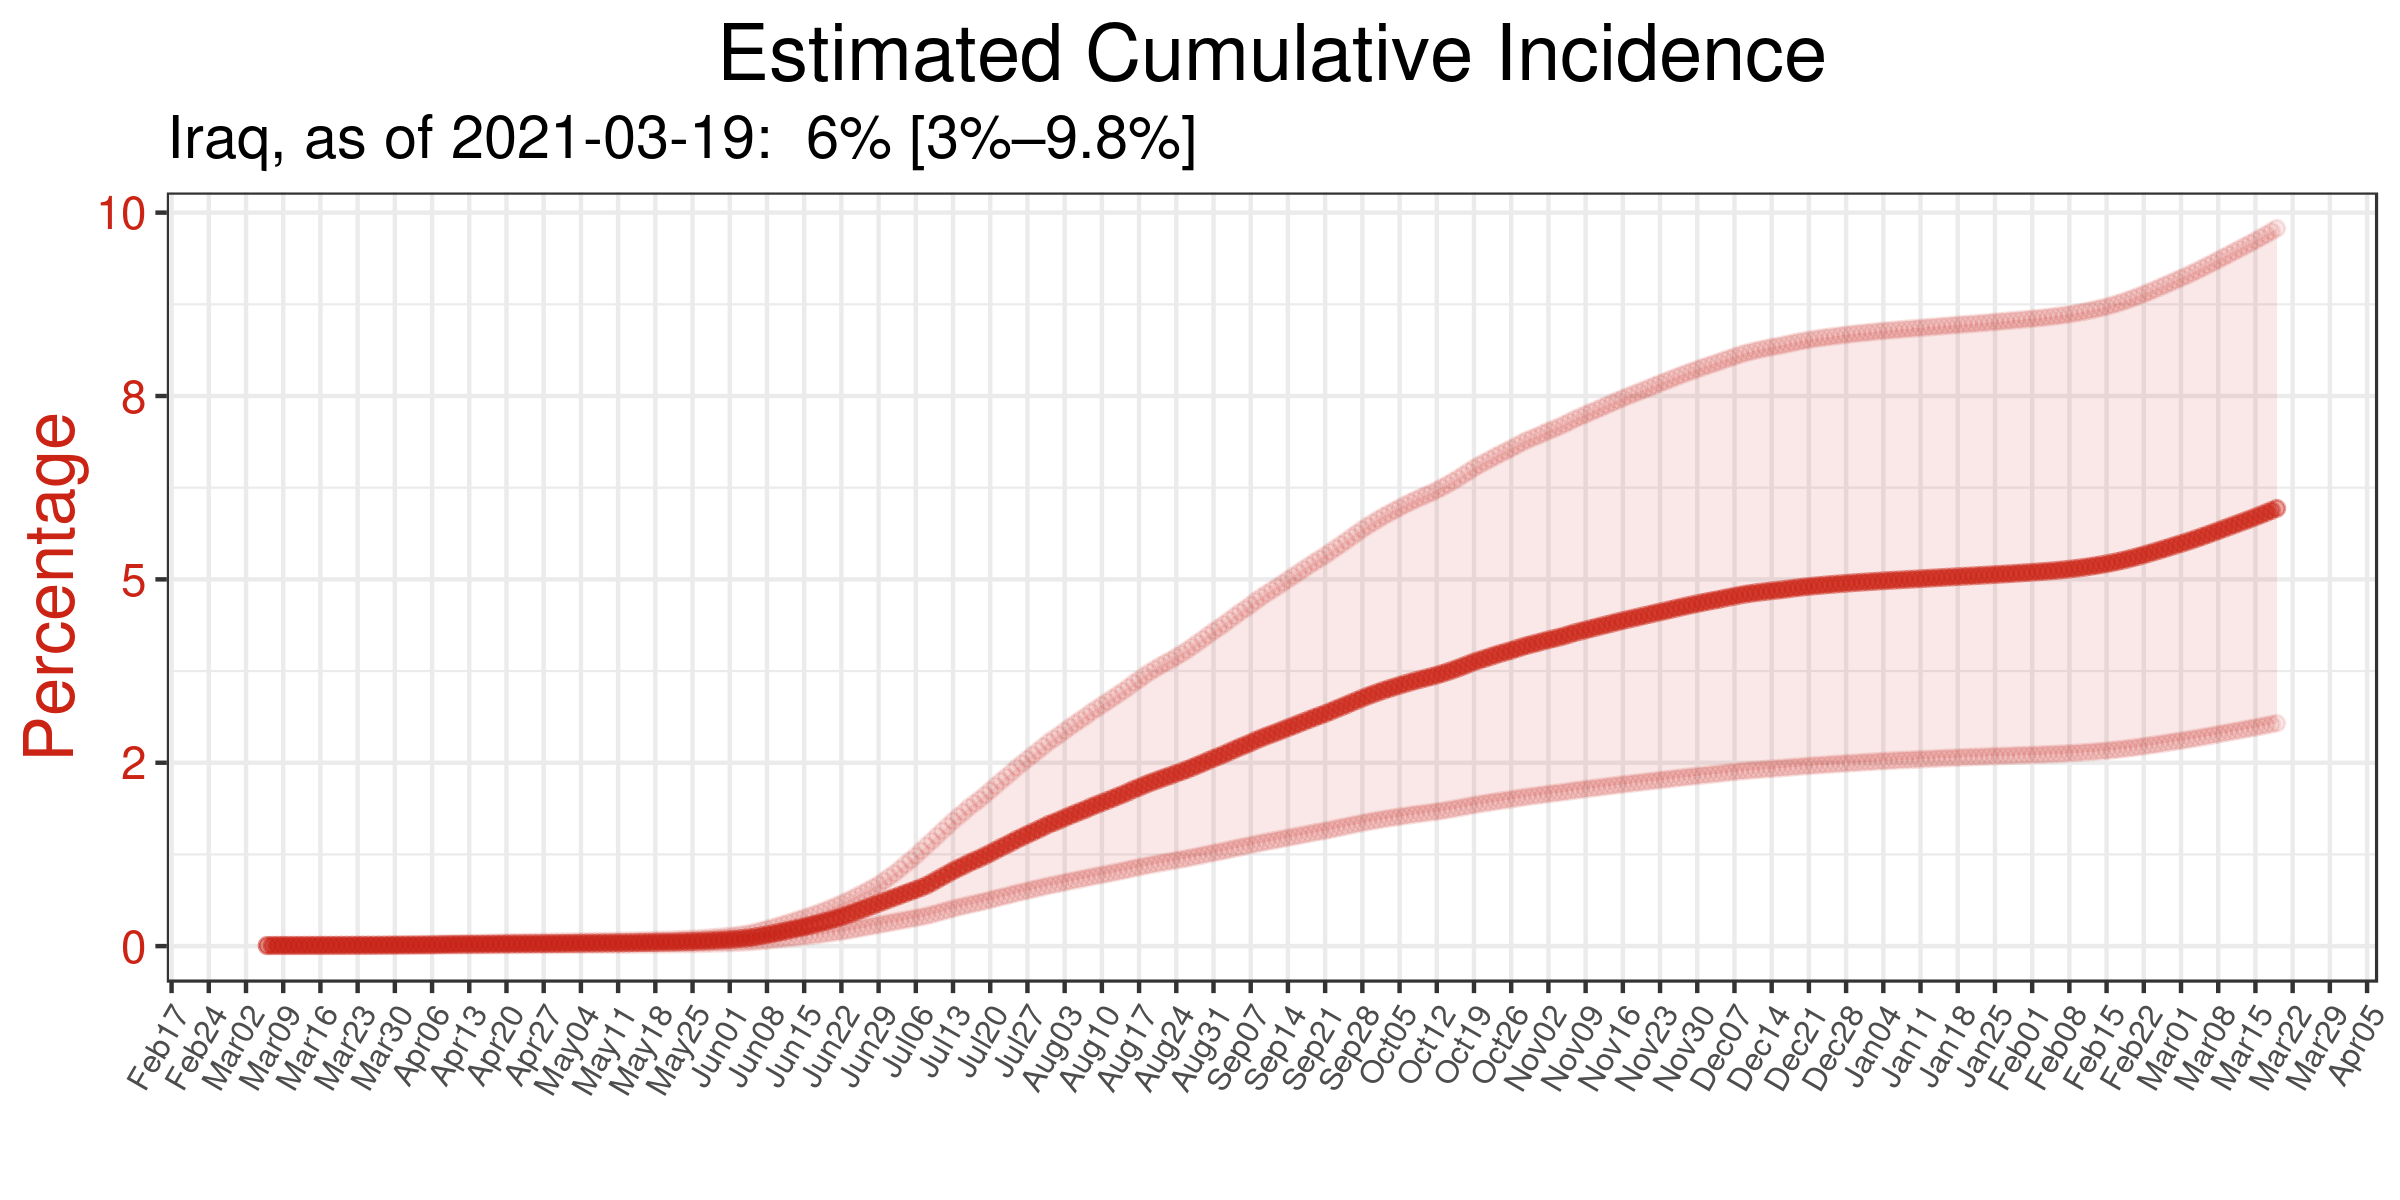 Estimated Cumulative Incidence
Iraq, as of 2021-03-19:  6% [3%–9.8%]
Percentage
10
8
5
2
0
Feb17
Feb24
Mar02
Mar09
Mar16
Mar23
Mar30
Apr06
Apr13
Apr20
Apr27
May04
May11
May18
May25
Jun01
Jun08
Jun15
Jun22
Jun29
Jul06
Jul13
Jul20
Jul27
Aug03
Aug10
Aug17
Aug24
Aug31
Sep07
Sep14
Sep21
Sep28
Oct05
Oct12
Oct19
Oct26
Nov02
Nov09
Nov16
Nov23
Nov30
Dec07
Dec14
Dec21
Dec28
Jan04
Jan11
Jan18
Jan25
Feb01
Feb08
Feb15
Feb22
Mar01
Mar08
Mar15
Mar22
Mar29
Apr05